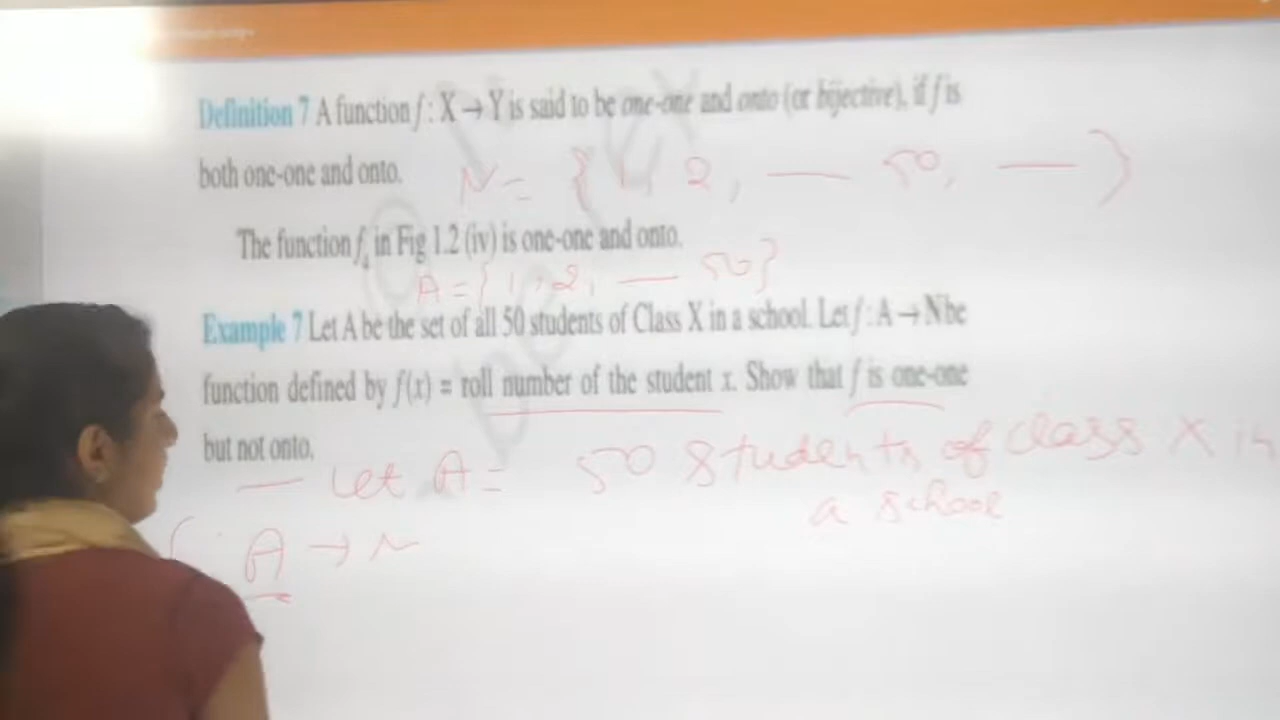 Definition 7 A function f : X → Y is said to be one-one and onto (or bijective), if f is
both one-one and onto.
N = { 1, 2, — 50, — }
The function f₄ in Fig 1.2 (iv) is one-one and onto.
A = { 1, 2, — 50 }
Example 7 Let A be the set of all 50 students of Class X in a school. Let f : A → N be
function defined by f(x) = roll number of the student x. Show that f is one-one
but not onto.
— Let A = 50 students of class X in
a school
A → N